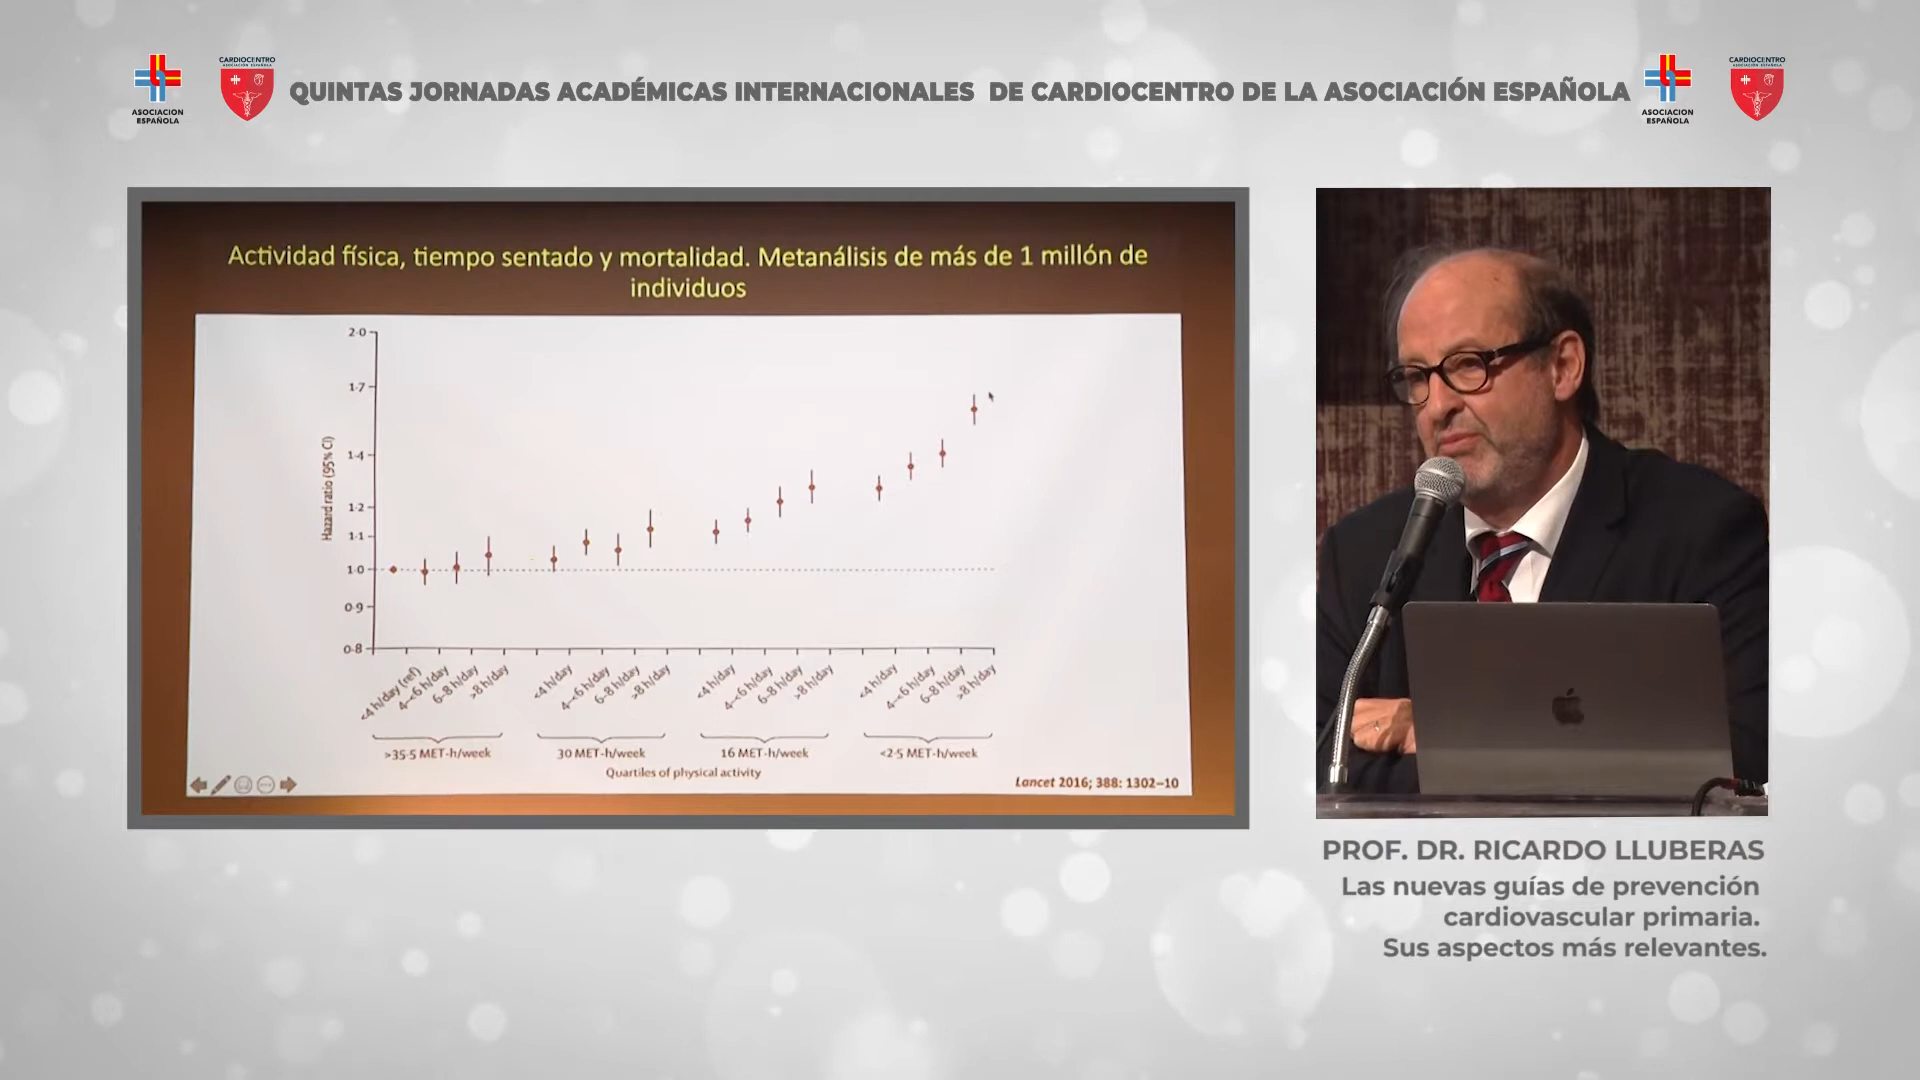 CARDIOCENTRO
ASOCIACIÓN ESPAÑOLA
ASOCIACION
ESPAÑOLA
QUINTAS JORNADAS ACADÉMICAS INTERNACIONALES DE CARDIOCENTRO DE LA ASOCIACIÓN ESPAÑOLA
CARDIOCENTRO
ASOCIACIÓN ESPAÑOLA
ASOCIACION
ESPAÑOLA
Actividad física, tiempo sentado y mortalidad. Metanálisis de más de 1 millón de
individuos
Hazard ratio (95% CI)
2·0
1·7
1·4
1·2
1·1
1·0
0·9
0·8
<4 h/day (ref)
4–<6 h/day
6–8 h/day
>8 h/day
<4 h/day
4–<6 h/day
6–8 h/day
>8 h/day
<4 h/day
4–<6 h/day
6–8 h/day
>8 h/day
<4 h/day
4–<6 h/day
6–8 h/day
>8 h/day
>35·5 MET-h/week
30 MET-h/week
16 MET-h/week
<2·5 MET-h/week
Quartiles of physical activity
Lancet 2016; 388: 1302–10
PROF. DR. RICARDO LLUBERAS
Las nuevas guías de prevención
cardiovascular primaria.
Sus aspectos más relevantes.